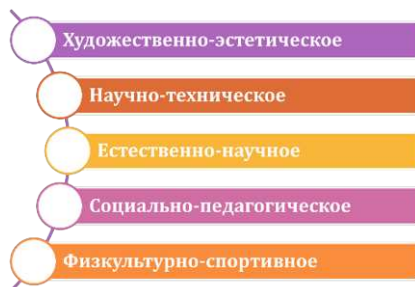 Художественно-эстетическое
Научно-техническое
Естественно-научное
Социально-педагогическое
Физкультурно-спортивное